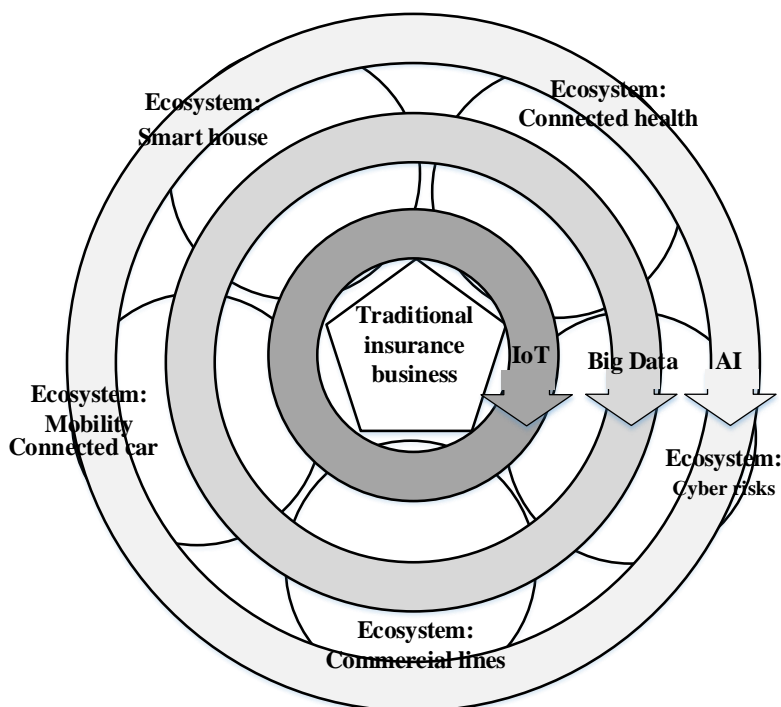 Ecosystem:
Smart house
Ecosystem:
Connected health
Traditional
insurance
business
IoT
Big Data
AI
Ecosystem:
Mobility
Connected car
Ecosystem:
Cyber risks
Ecosystem:
Commereial lines